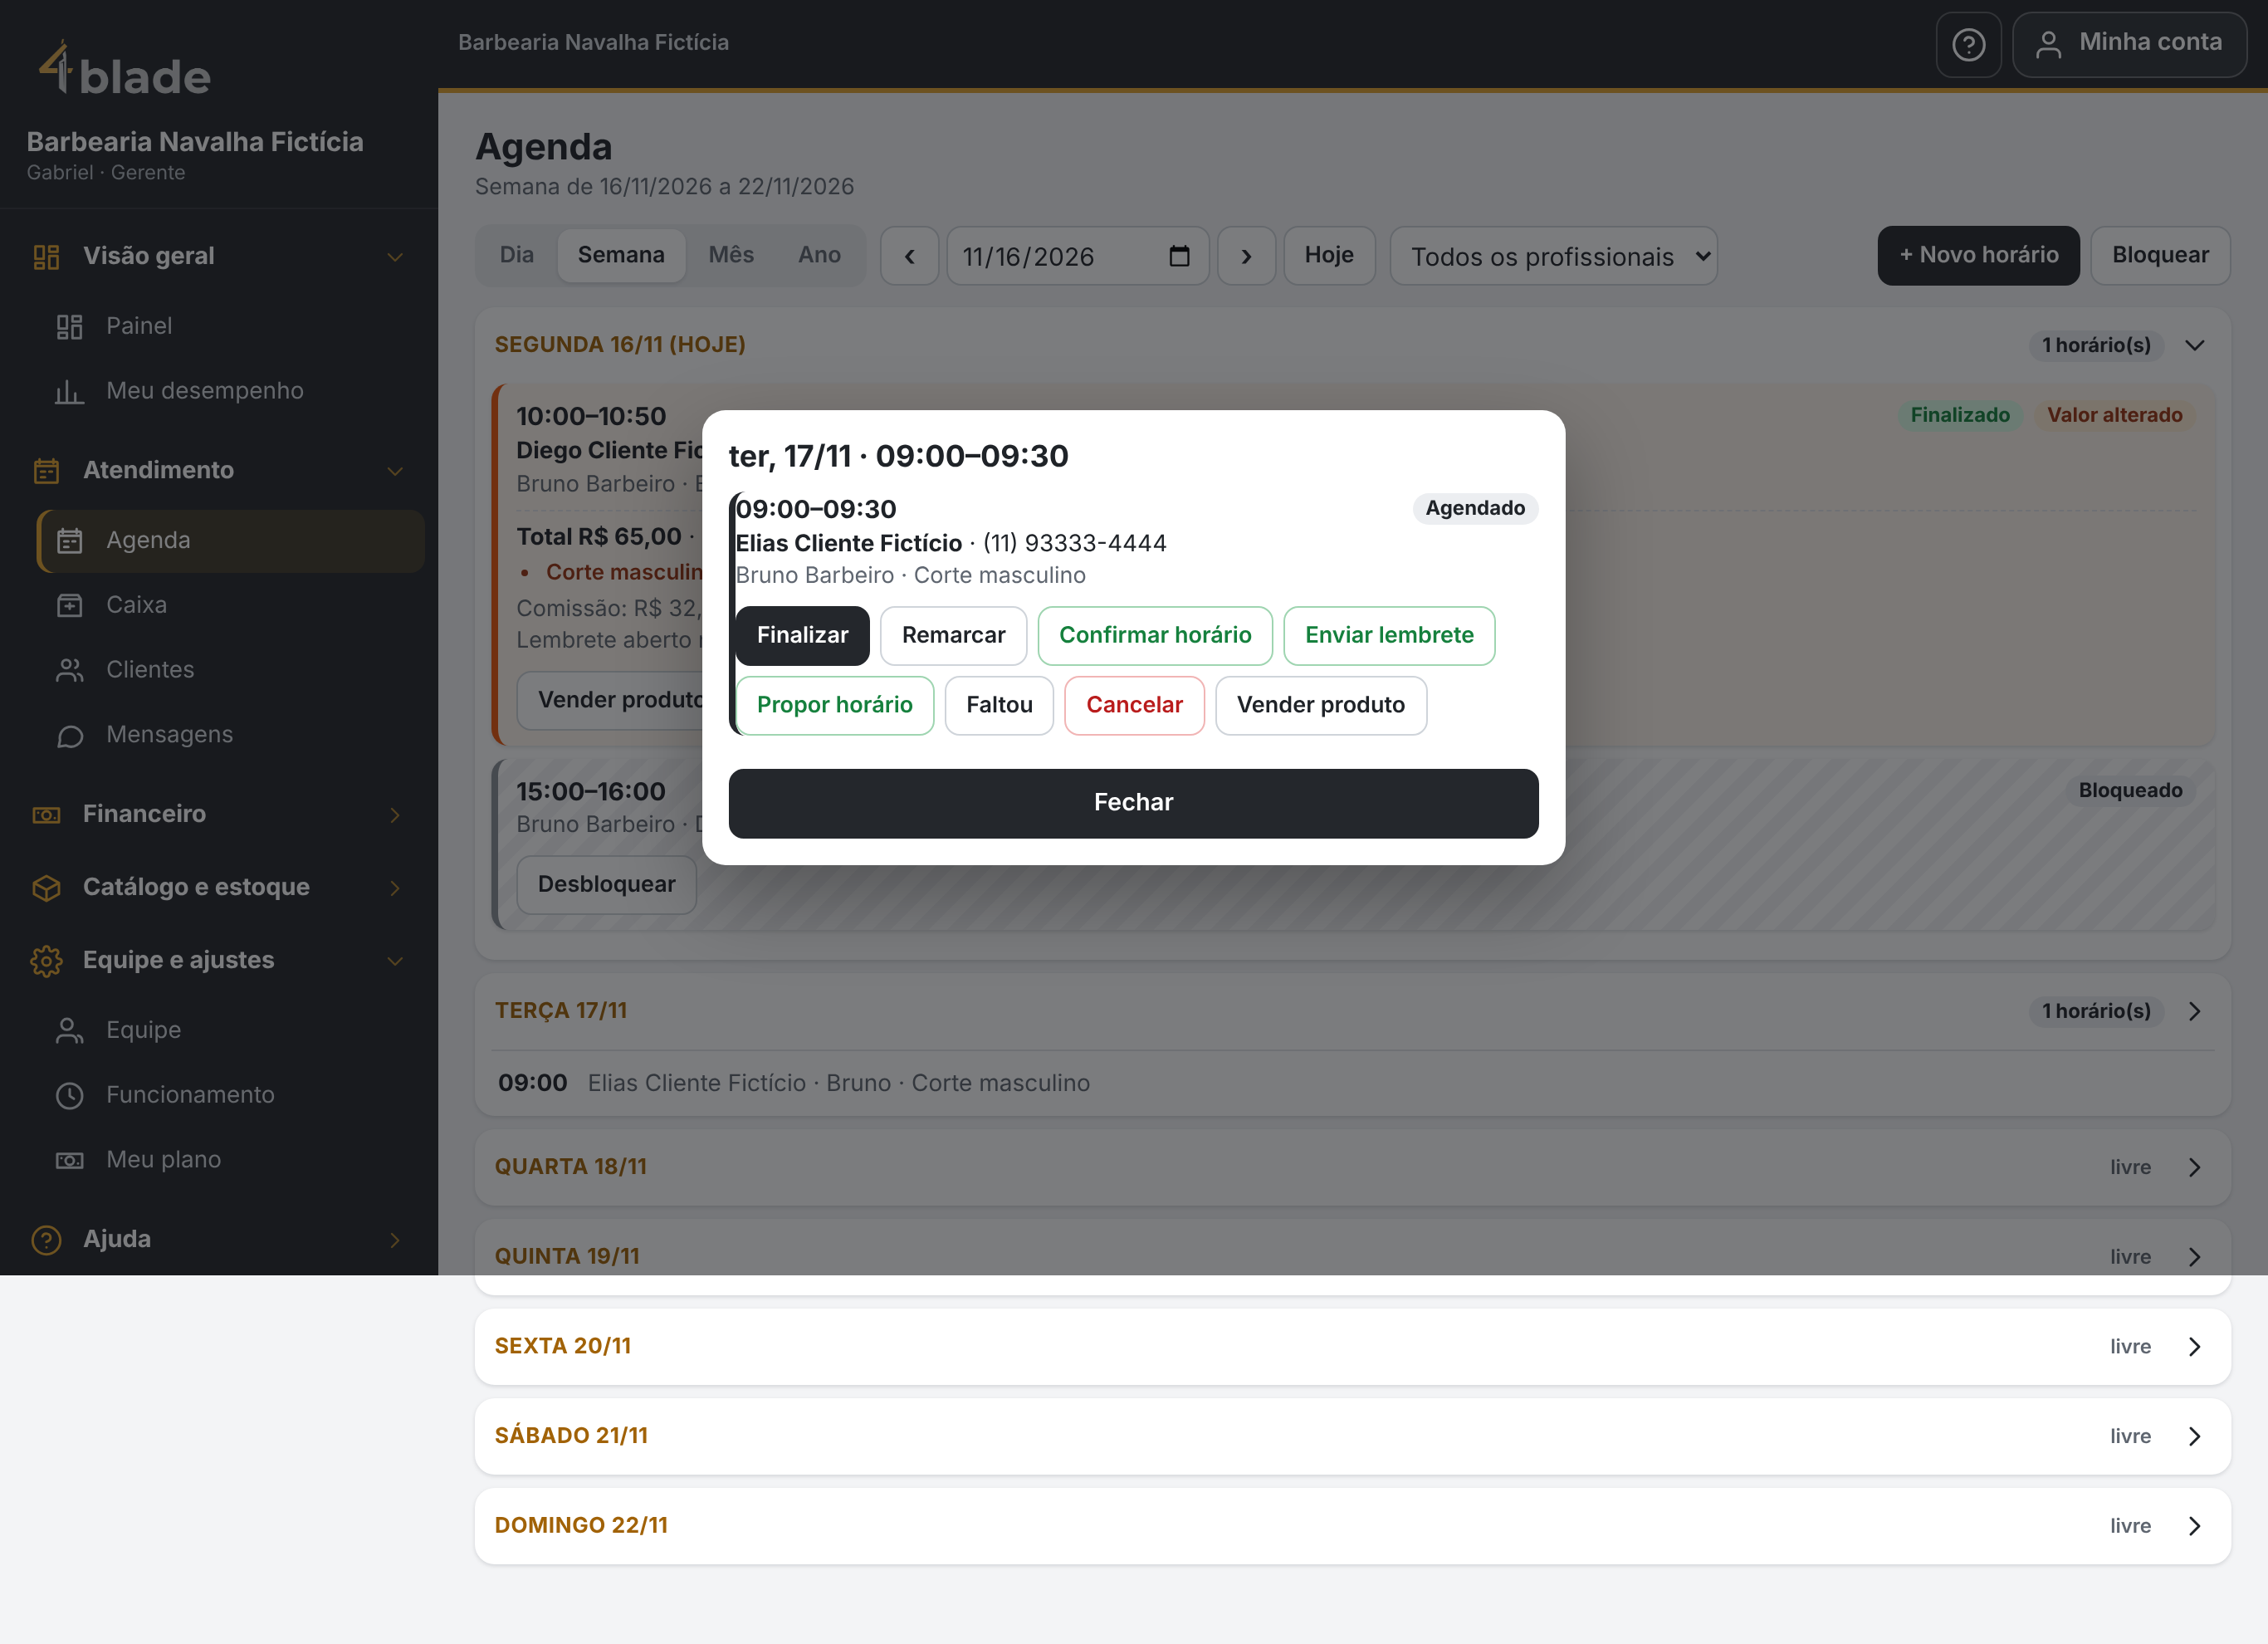 4blade
Barbearia Navalha Fictícia
Gabriel · Gerente
Visão geral
Painel
Meu desempenho
Atendimento
Agenda
Caixa
Clientes
Mensagens
Financeiro
Catálogo e estoque
Equipe e ajustes
Equipe
Funcionamento
Meu plano
Ajuda
Barbearia Navalha Fictícia
Minha conta
Agenda
Semana de 16/11/2026 a 22/11/2026
Dia Semana Mês Ano 11/16/2026 Hoje Todos os profissionais + Novo horário Bloquear
SEGUNDA 16/11 (HOJE) 1 horário(s)
10:00–10:50 Finalizado Valor alterado
Diego Cliente
Bruno Barbeiro ·
Total R$ 65,00 ·
• Corte
Comissão: R$ 32,
Lembrete aberto
Vender
15:00–16:00 Bloqueado
Bruno Barbeiro ·
Desbloquear
ter, 17/11 · 09:00–09:30
09:00–09:30 Agendado
Elias Cliente Fictício · (11) 93333-4444
Bruno Barbeiro · Corte masculino
Finalizar Remarcar Confirmar horário Enviar lembrete
Propor horário Faltou Cancelar Vender produto
Fechar
TERÇA 17/11 1 horário(s)
09:00 Elias Cliente Fictício · Bruno · Corte masculino
QUARTA 18/11 livre
QUINTA 19/11 livre
SEXTA 20/11 livre
SÁBADO 21/11 livre
DOMINGO 22/11 livre